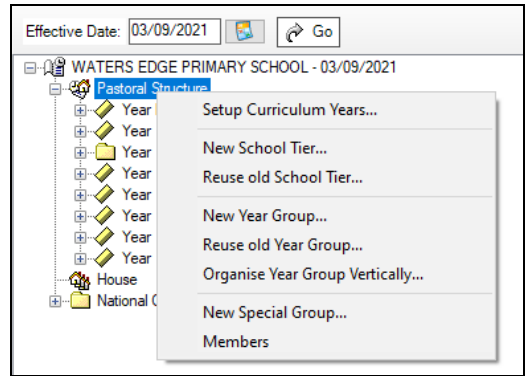 Effective Date: 03/09/2021 Go
WATERS EDGE PRIMARY SCHOOL - 03/09/2021
Pastoral Structure
Year
Year
Year
Year
Year
Year
Year
House
National
Setup Curriculum Years...
New School Tier...
Reuse old School Tier...
New Year Group...
Reuse old Year Group...
Organise Year Group Vertically...
New Special Group...
Members